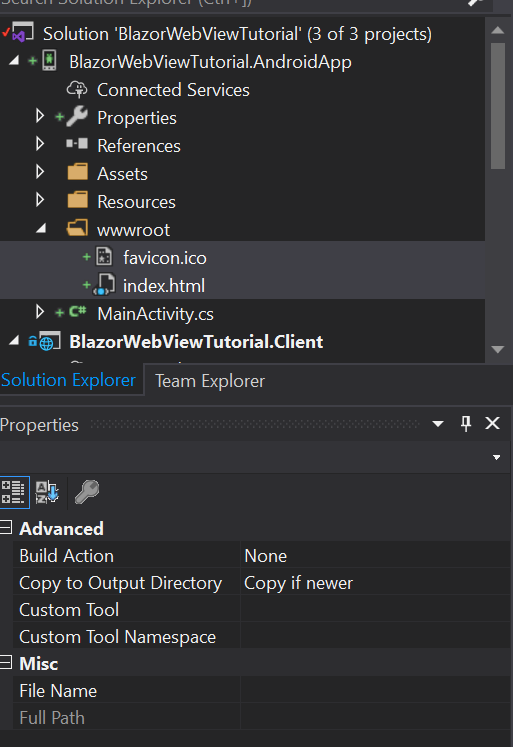 Search Solution Explorer (Ctrl+;)
Solution 'BlazorWebViewTutorial' (3 of 3 projects)
BlazorWebViewTutorial.AndroidApp
Connected Services
Properties
References
Assets
Resources
wwwroot
favicon.ico
index.html
C# MainActivity.cs
BlazorWebViewTutorial.Client
Solution Explorer Team Explorer
Properties
Advanced
Build Action None
Copy to Output Directory Copy if newer
Custom Tool
Custom Tool Namespace
Misc
File Name
Full Path